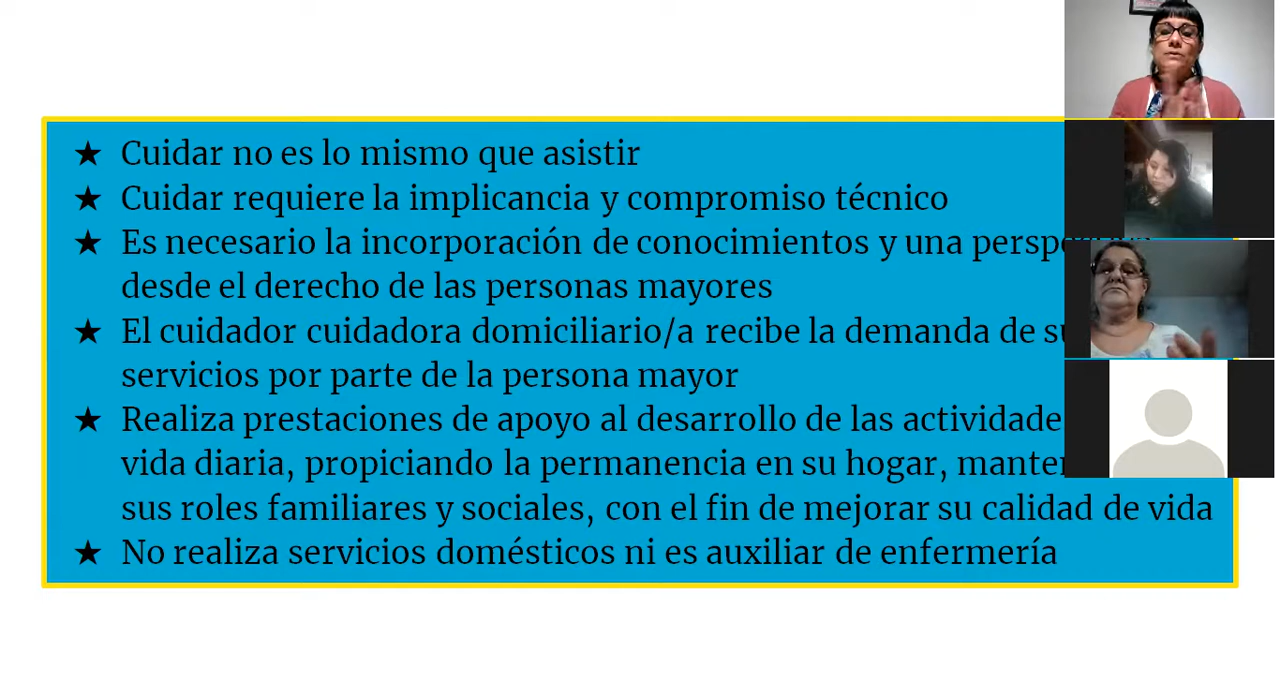 ★ Cuidar no es lo mismo que asistir
★ Cuidar requiere la implicancia y compromiso técnico
★ Es necesario la incorporación de conocimientos y una
desde el derecho de las personas mayores
★ El cuidador cuidadora domiciliario/a recibe la demanda de
servicios por parte de la persona mayor
★ Realiza prestaciones de apoyo al desarrollo de las
vida diaria, propiciando la permanencia en su hogar,
sus roles familiares y sociales, con el fin de mejorar su calidad de vida
★ No realiza servicios domésticos ni es auxiliar de enfermería